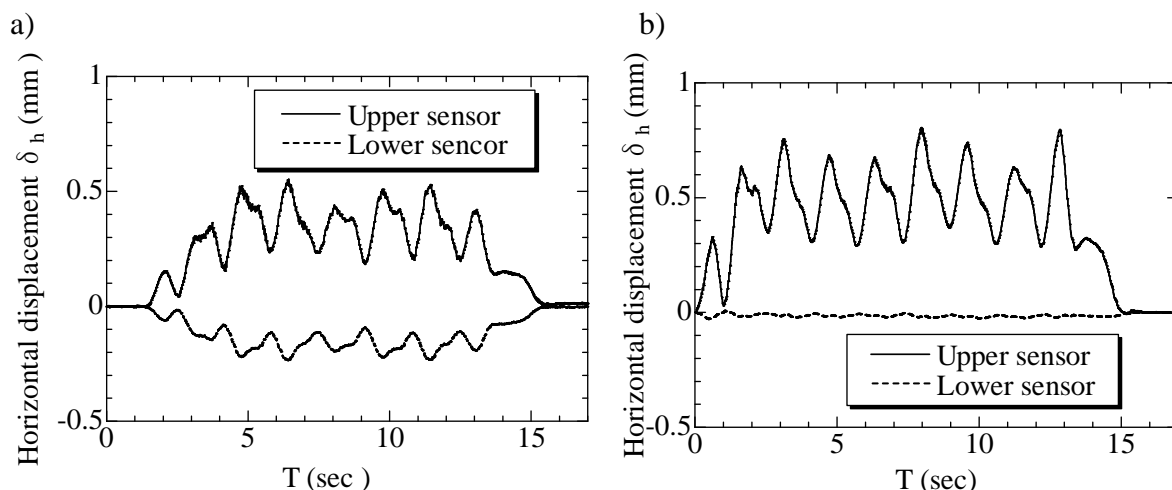 a)
Horizontal displacement δ h (mm)
1
0.5
0
-0.5
Upper sensor
Lower sencor
0
5
10
15
T (sec )
b)
Horizontal displacement δ h (mm)
1
0.5
0
-0.5
Upper sensor
Lower sensor
0
5
10
15
T (sec)